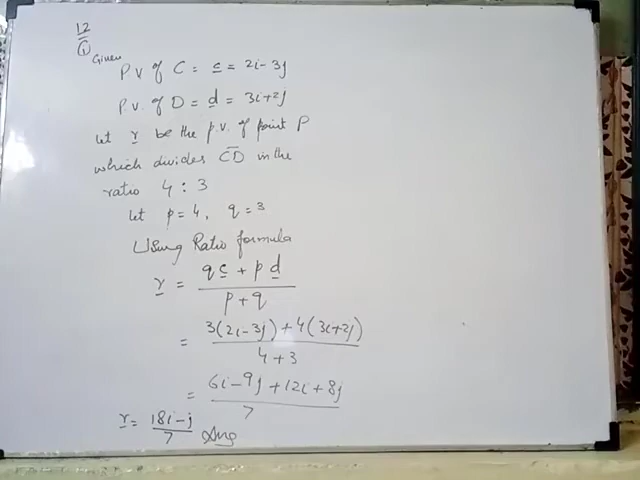 12
(i)
Given
P.V of C = c = 2i - 3j
P.V. of D = d = 3i+2j
Let r be the p.v. of point P
which divides CD in the
ratio 4 : 3
Let p = 4, q = 3
Using Ratio formula
r = qc + pd / p + q
= 3(2i-3j)+4(3i+2j) / 4+3
= 6i-9j+12i+8j / 7
r = 18i-j / 7 Ans